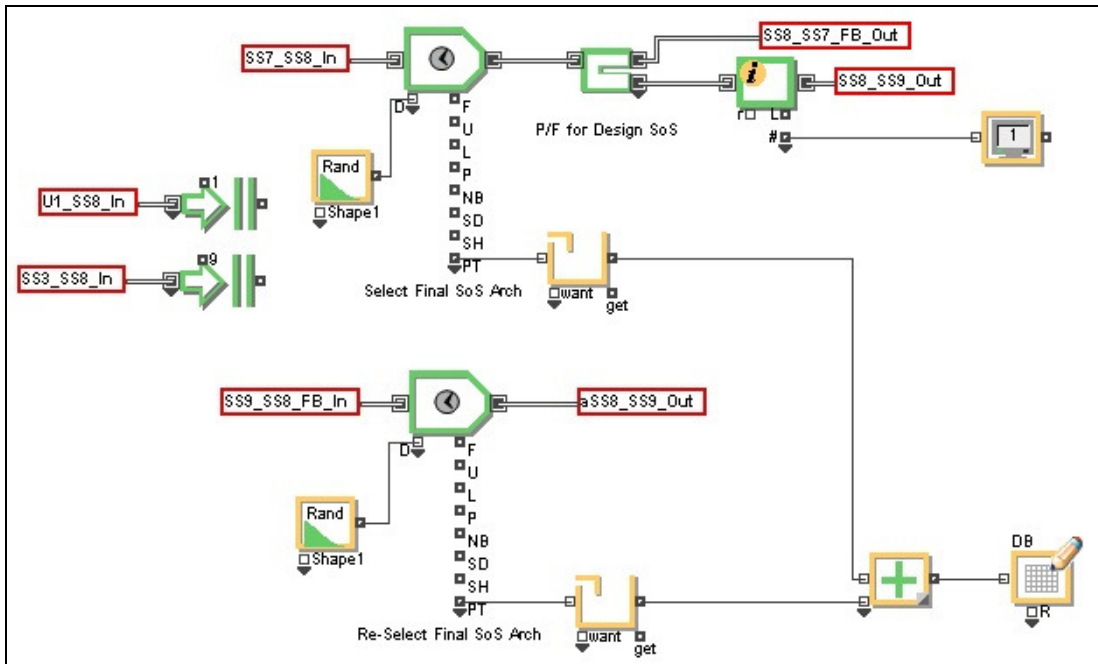 SS7_SS8_In
SS8_SS7_FB_Out
i
SS8_SS9_Out
D
F
U
L
P
NB
SD
SH
PT
r
L
#
1
P/F for Design SoS
Rand
Shape1
U1_SS8_In
1
SS3_SS8_In
9
Select Final SoS Arch
want
get
SS9_SS8_FB_In
aSS8_SS9_Out
D
F
U
L
P
NB
SD
SH
PT
Rand
Shape1
Re-Select Final SoS Arch
want
get
DB
R